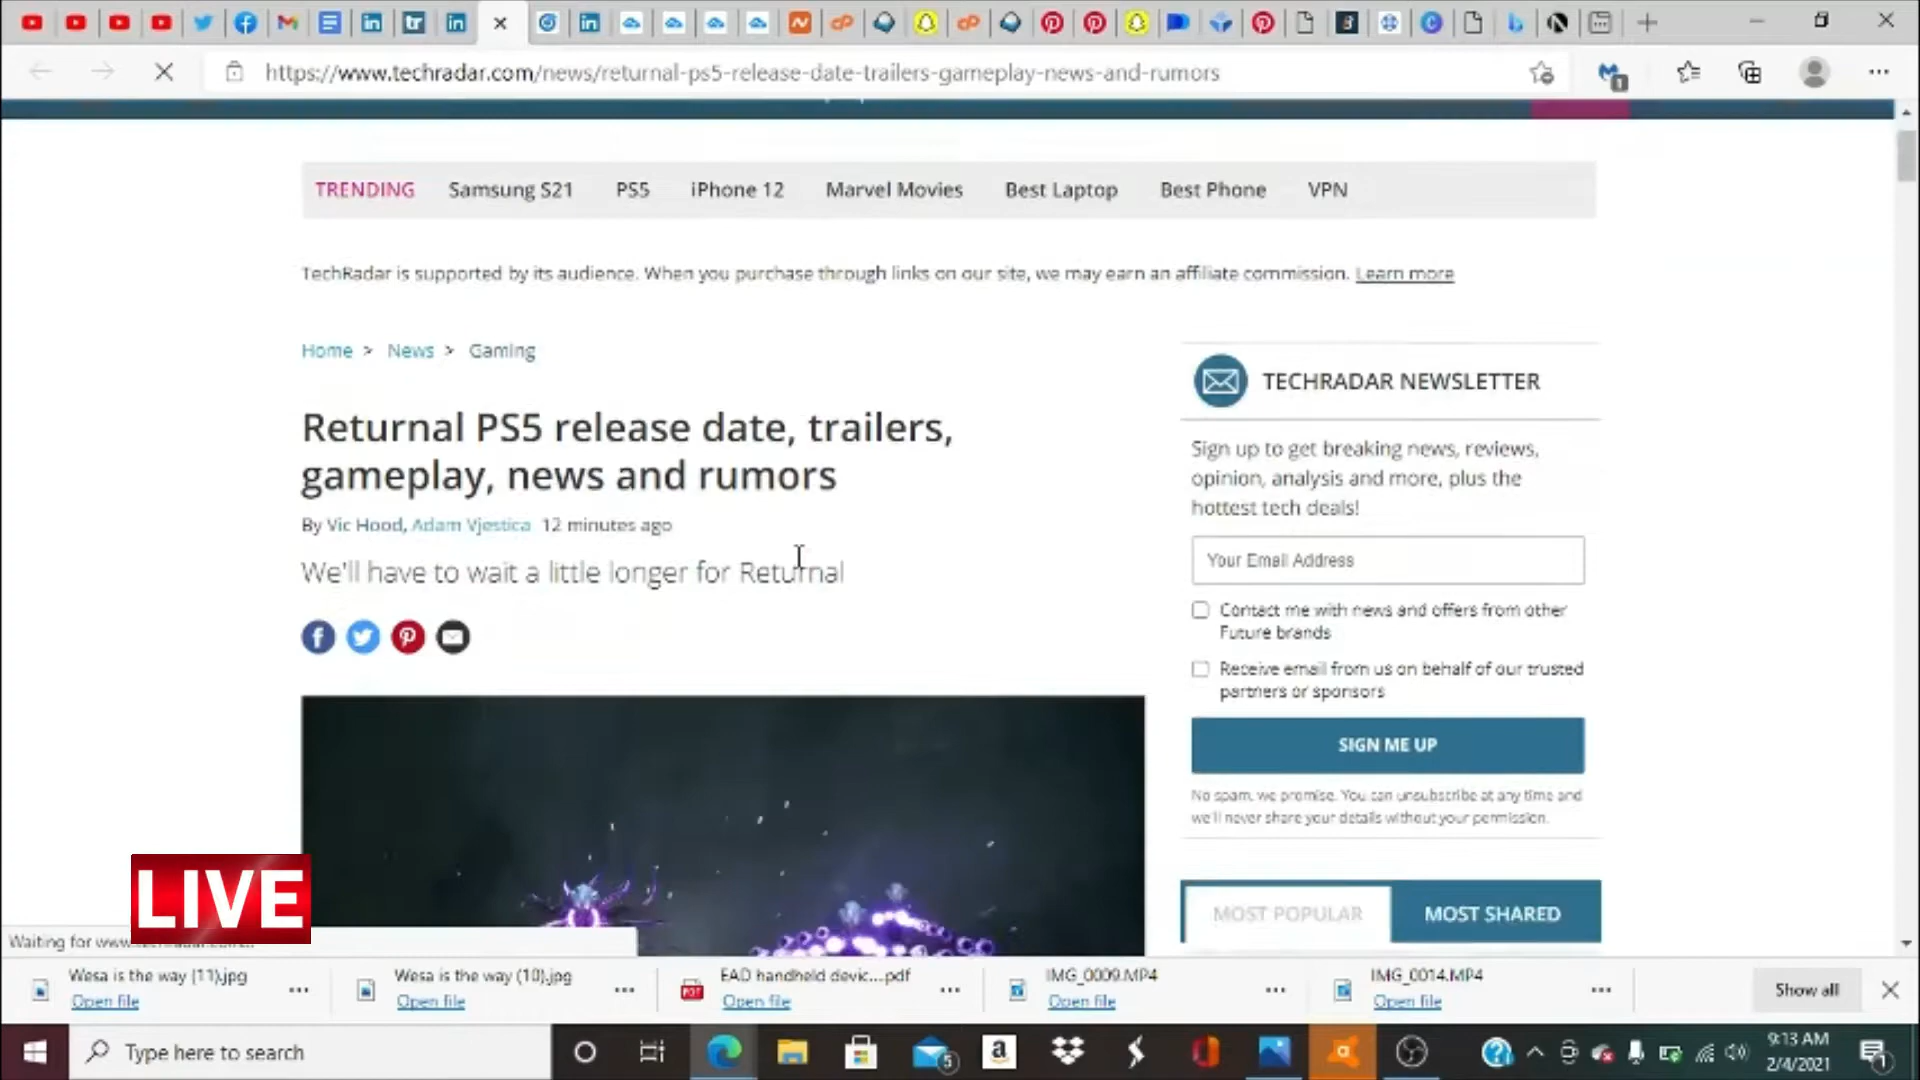 https://www.techradar.com/news/returnal-ps5-release-date-trailers-gameplay-news-and-rumors
1
TRENDING Samsung S21 PS5 iPhone 12 Marvel Movies Best Laptop Best Phone VPN
TechRadar is supported by its audience. When you purchase through links on our site, we may earn an affiliate commission. Learn more
Home > News > Gaming
Returnal PS5 release date, trailers,
gameplay, news and rumors
By Vic Hood, Adam Vjestica 12 minutes ago
We'll have to wait a little longer for Returnal
TECHRADAR NEWSLETTER
Sign up to get breaking news, reviews,
opinion, analysis and more, plus the
hottest tech deals!
Your Email Address
Contact me with news and offers from other
Future brands
Receive email from us on behalf of our trusted
partners or sponsors
SIGN ME UP
No spam, we promise. You can unsubscribe at any time and
we'll never share your details without your permission.
MOST POPULAR MOST SHARED
LIVE
Waiting for
Wesa is the way (11).jpg
Open file
Wesa is the way (10).jpg
Open file
EAD handheld devic....pdf
Open file
IMG_0009.MP4
Open file
IMG_0014.MP4
Open file
Show all
Type here to search
5
9:13 AM
2/4/2021
1